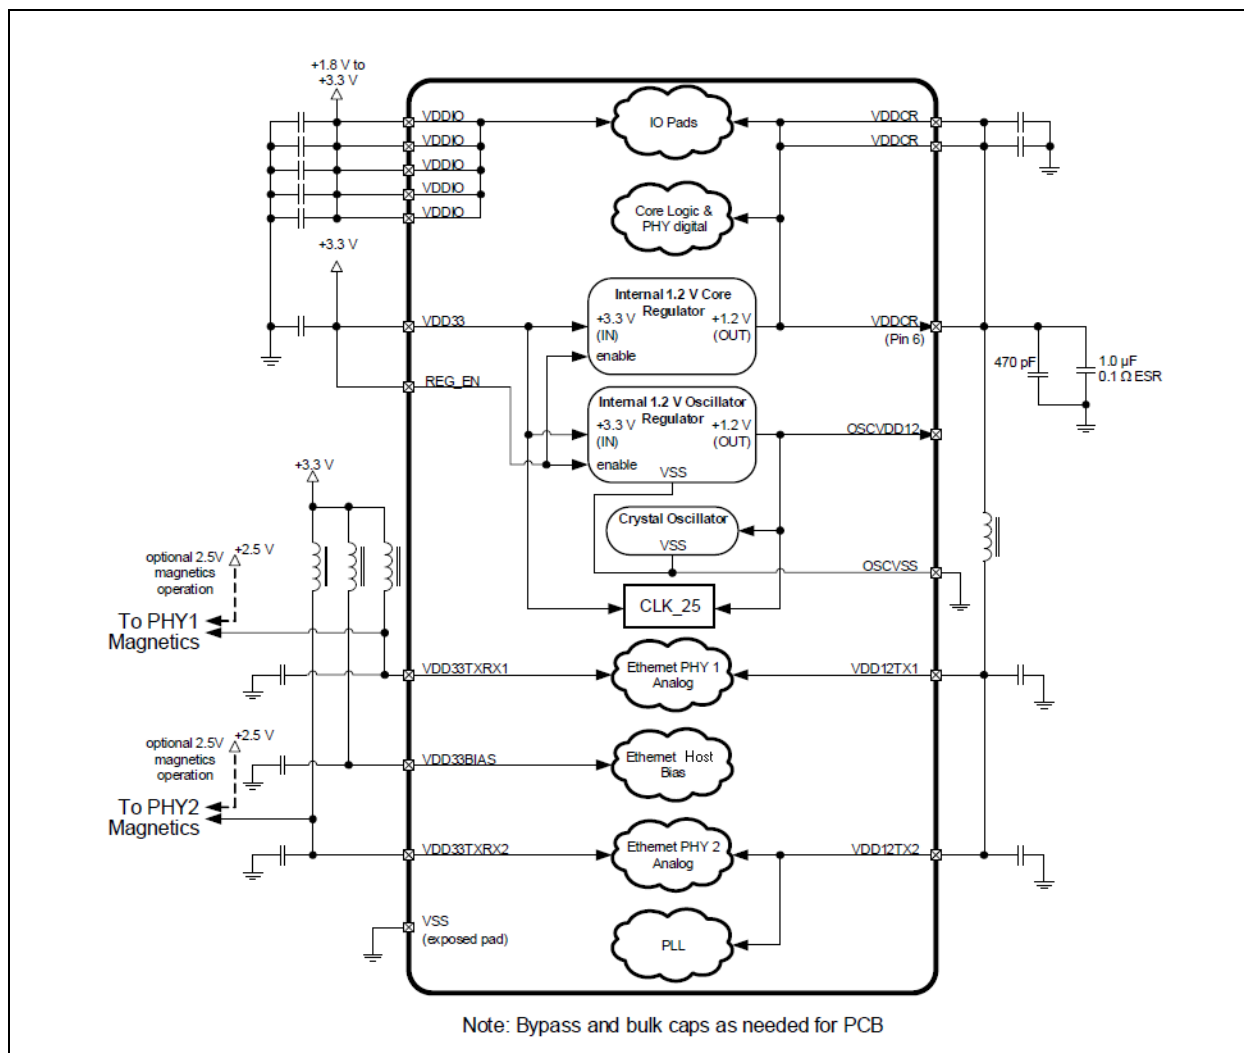 +1.8 V to
+3.3 V
VDDIO
VDDIO
VDDIO
VDDIO
VDDIO
IO Pads
VDDCR
VDDCR
Core Logic &
PHY digital
+3.3 V
VDD33
Internal 1.2 V Core
Regulator
+3.3 V
(IN)
+1.2 V
(OUT)
enable
VDDCR
(Pin 6)
470 pF
1.0 µF
0.1 Ω ESR
REG_EN
Internal 1.2 V Oscillator
Regulator
+3.3 V
(IN)
+1.2 V
(OUT)
enable
VSS
OSCVDD12
+3.3 V
Crystal Oscillator
VSS
OSCVSS
CLK_25
optional 2.5V
magnetics
operation
+2.5 V
To PHY1
Magnetics
VDD33TXRX1
Ethernet PHY 1
Analog
VDD12TX1
optional 2.5V
magnetics
operation
+2.5 V
To PHY2
Magnetics
VDD33BIAS
Ethernet Host
Bias
VDD33TXRX2
Ethernet PHY 2
Analog
VDD12TX2
VSS
(exposed pad)
PLL
Note: Bypass and bulk caps as needed for PCB